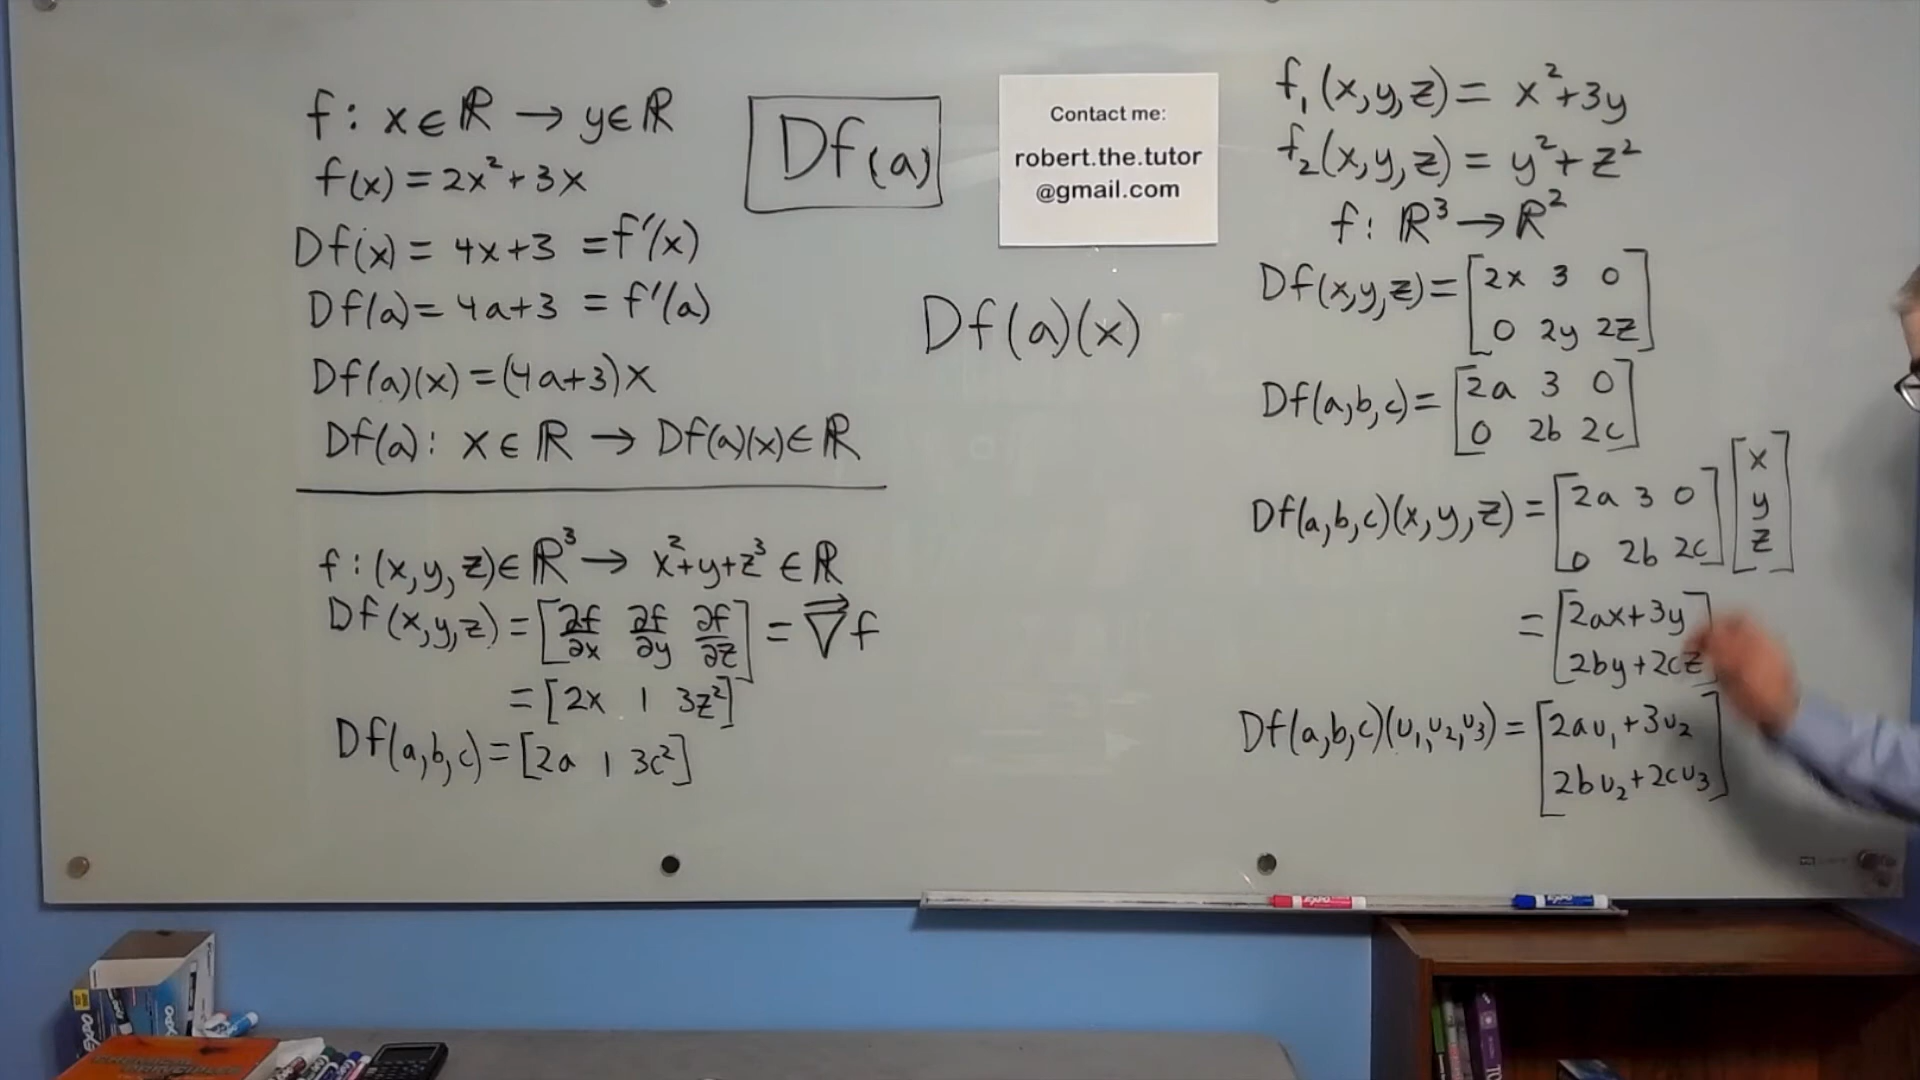 f: x∈ℝ → y∈ℝ
f(x) = 2x²+3x
Df(x) = 4x+3 = f'(x)
Df(a) = 4a+3 = f'(a)
Df(a)(x) = (4a+3)x
Df(a): x∈ℝ → Df(a)(x)∈ℝ
f: (x,y,z)∈ℝ³ → x²+y+z³ ∈ℝ
Df(x,y,z) = [∂f/∂x ∂f/∂y ∂f/∂z] = ∇⃗f
= [2x 1 3z²]
Df(a,b,c) = [2a 1 3c²]
Df(a)
Contact me:
robert.the.tutor
@gmail.com
Df(a)(x)
f₁(x,y,z) = x²+3y
f₂(x,y,z) = y²+z²
f: ℝ³→ℝ²
Df(x,y,z) = [2x 3 0
0 2y 2z]
Df(a,b,c) = [2a 3 0
0 2b 2c]
Df(a,b,c)(x,y,z) = [2a 3 0
0 2b 2c] [x
y
z]
= [2ax+3y
2by+2cz]
Df(a,b,c)(u₁,u₂,u₃) = [2au₁+3u₂
2bu₂+2cu₃]
EXPO
EXPO